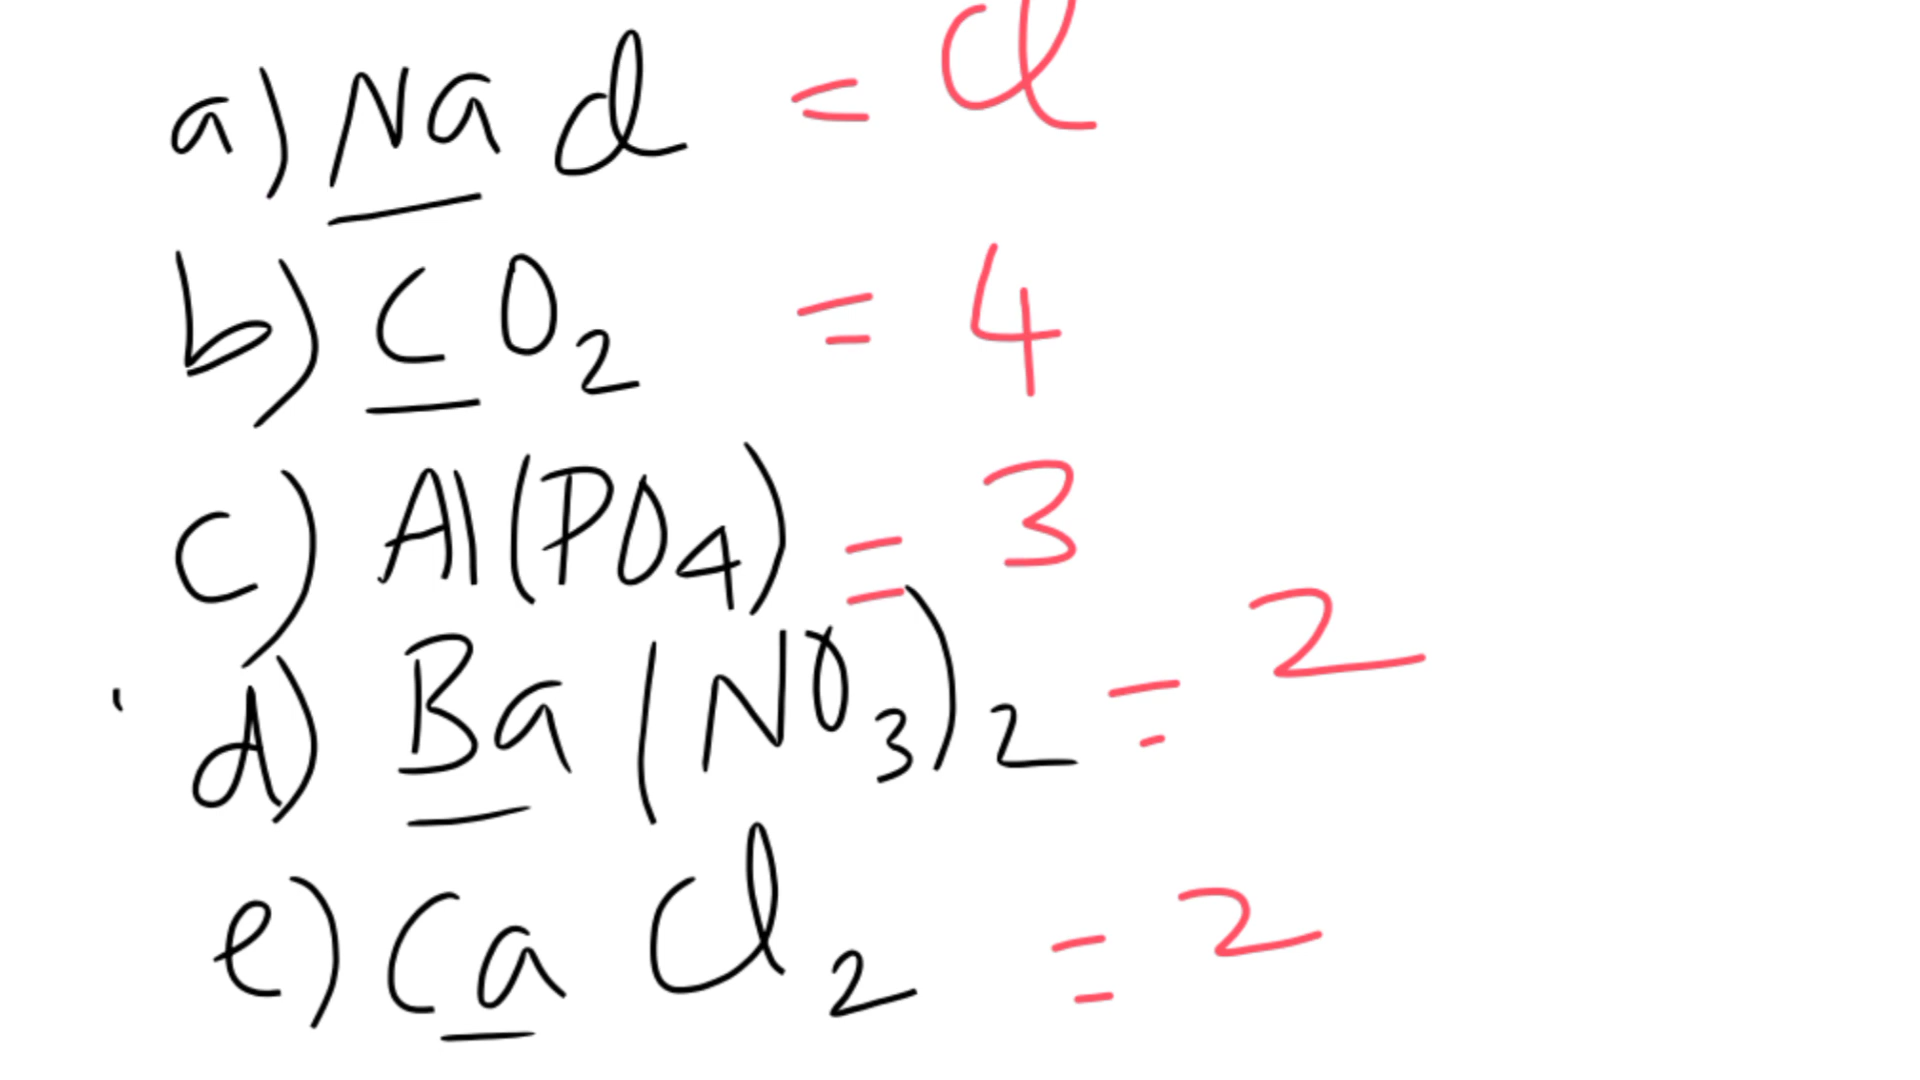 a) NaCl = Cl
b) CO2 = 4
c) Al(PO4) = 3
d) Ba(NO3)2 = 2
e) CaCl2 = 2